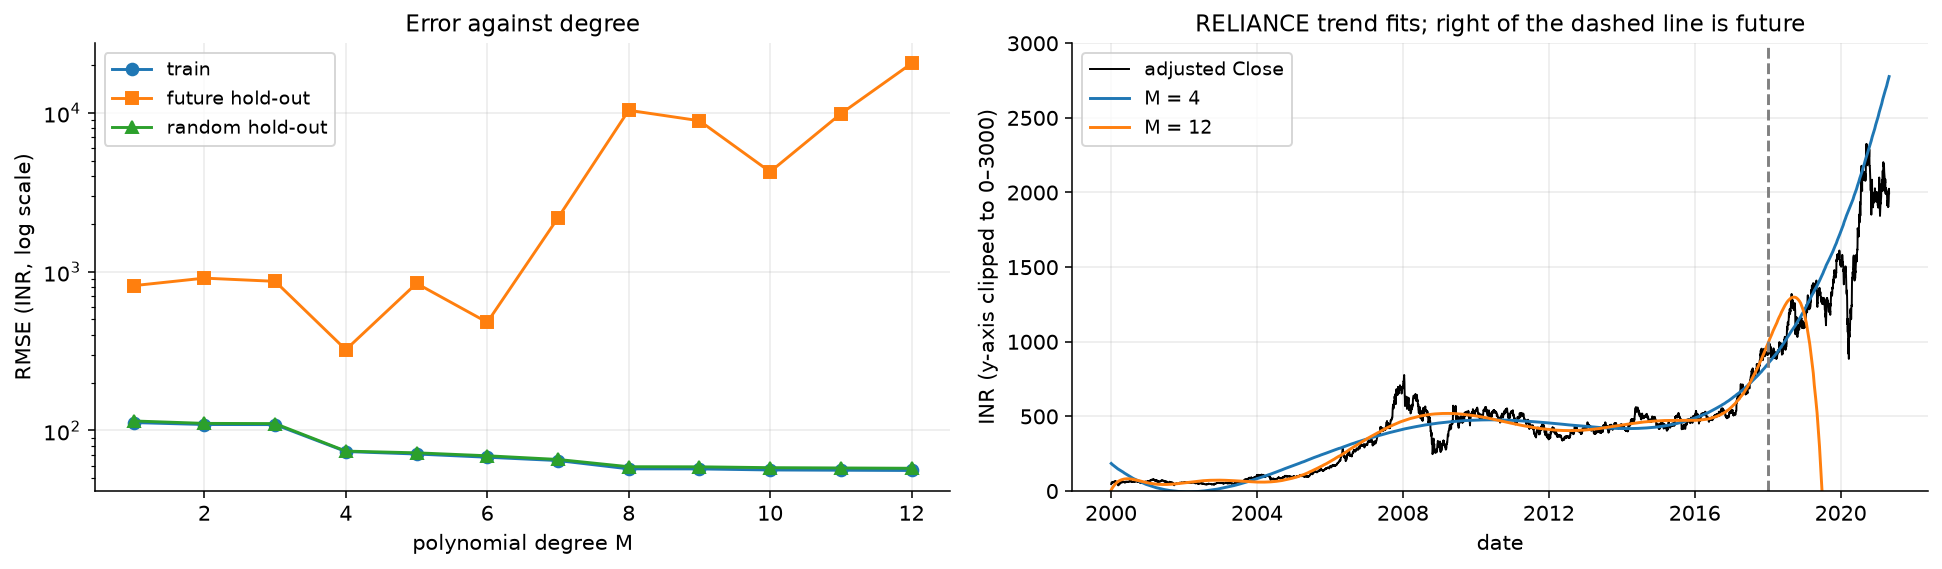 Error against degree
train
future hold-out
random hold-out
RMSE (INR, log scale)
10^4
10^3
10^2
2 4 6 8 10 12
polynomial degree M
RELIANCE trend fits; right of the dashed line is future
adjusted Close
M = 4
M = 12
INR (y-axis clipped to 0–3000)
3000
2500
2000
1500
1000
500
0
2000 2004 2008 2012 2016 2020
date